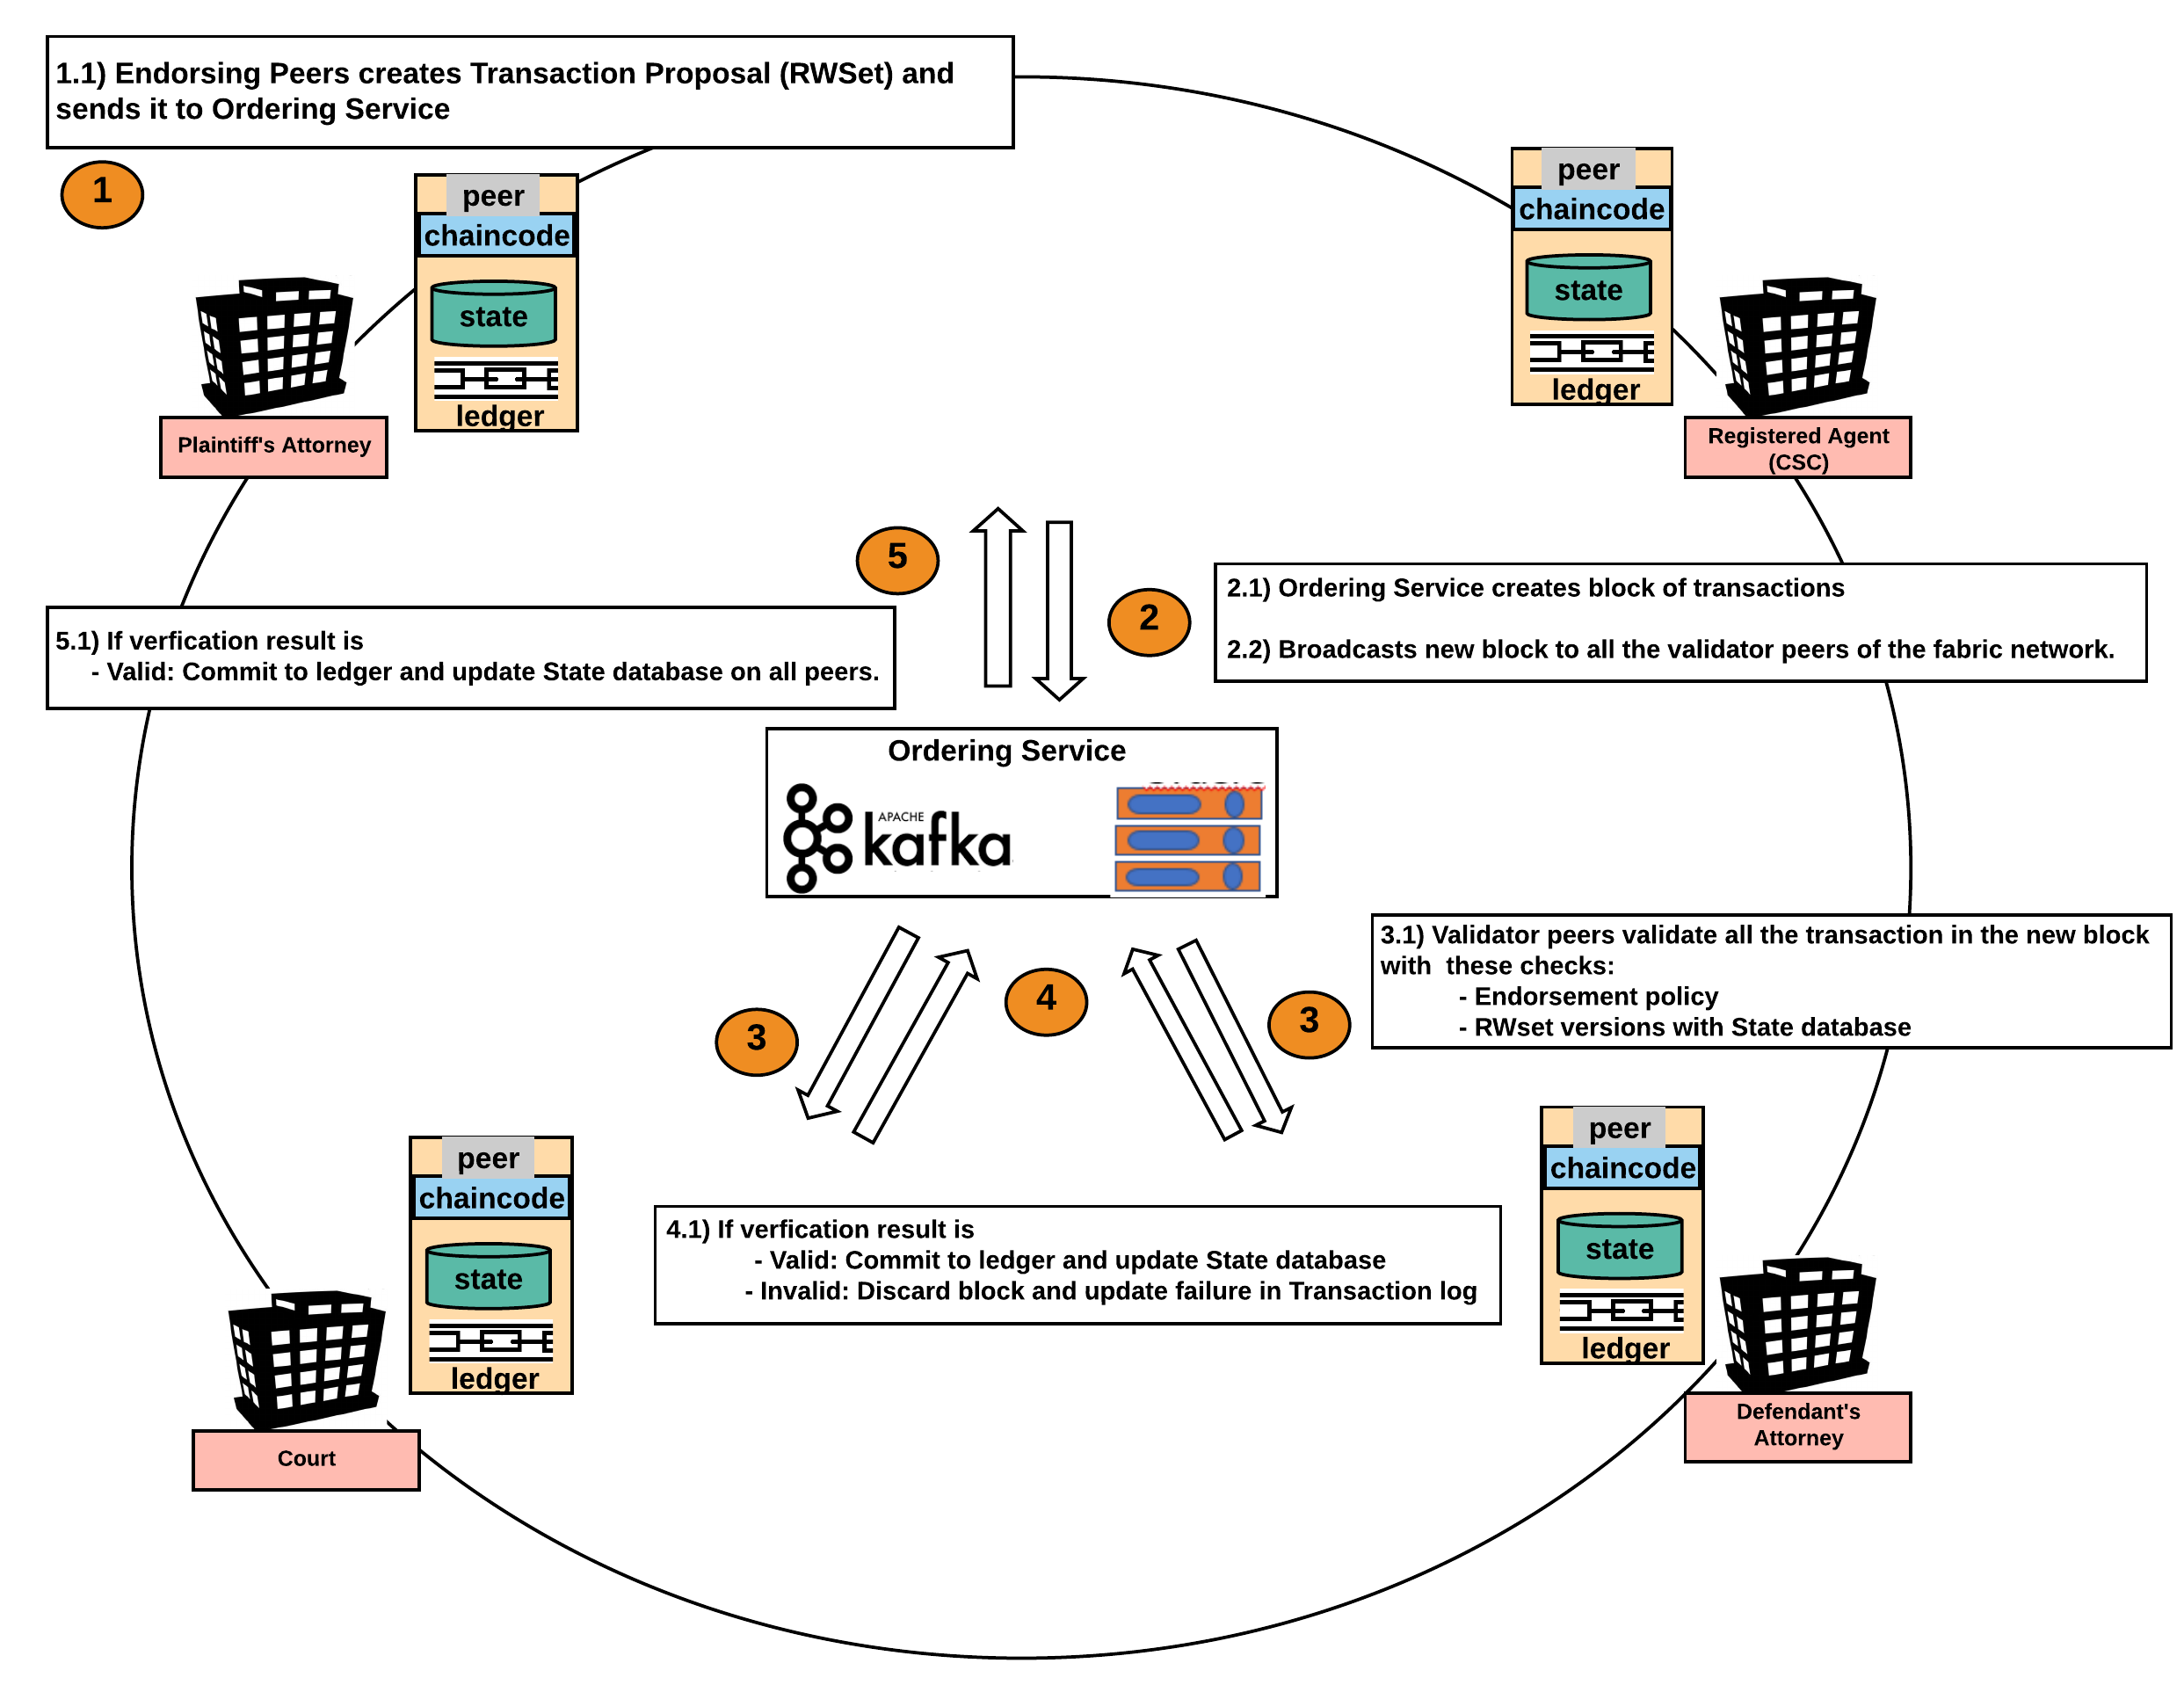 1.1) Endorsing Peers creates Transaction Proposal (RWSet) and
sends it to Ordering Service
1
peer
chaincode
state
ledger
Plaintiff's Attorney
peer
chaincode
state
ledger
Registered Agent
(CSC)
5
2
2.1) Ordering Service creates block of transactions
2.2) Broadcasts new block to all the validator peers of the fabric network.
5.1) If verfication result is
- Valid: Commit to ledger and update State database on all peers.
Ordering Service
APACHE
kafka
3.1) Validator peers validate all the transaction in the new block
with these checks:
- Endorsement policy
- RWset versions with State database
3
4
3
peer
chaincode
state
ledger
Court
4.1) If verfication result is
- Valid: Commit to ledger and update State database
- Invalid: Discard block and update failure in Transaction log
peer
chaincode
state
ledger
Defendant's
Attorney